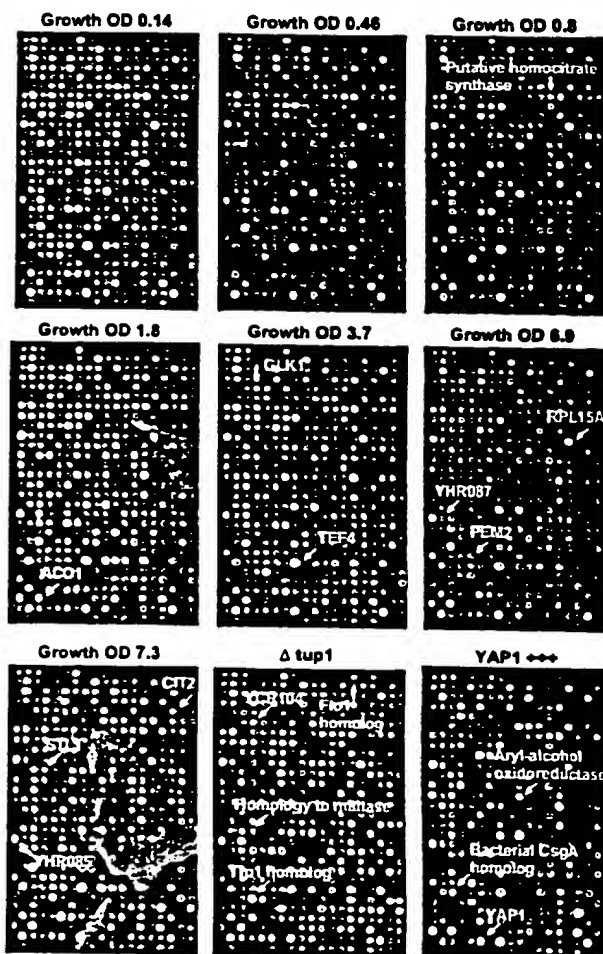 Growth OD 0.14
Growth OD 0.46
Growth OD 0.8
Putative homocitrate
synthase
Growth OD 1.8
ACO1
Growth OD 3.7
GLK1
TEF4
Growth OD 6.9
RPL15A
YHR087
PEM2
Growth OD 7.3
CIT2
YHR085
Δ tup1
Flo1
homolog
Homology to maltase
Tip1 homolog
YAP1 +++
Aryl-alcohol
oxidoreductase
Bacterial CsgA
homolog
YAP1